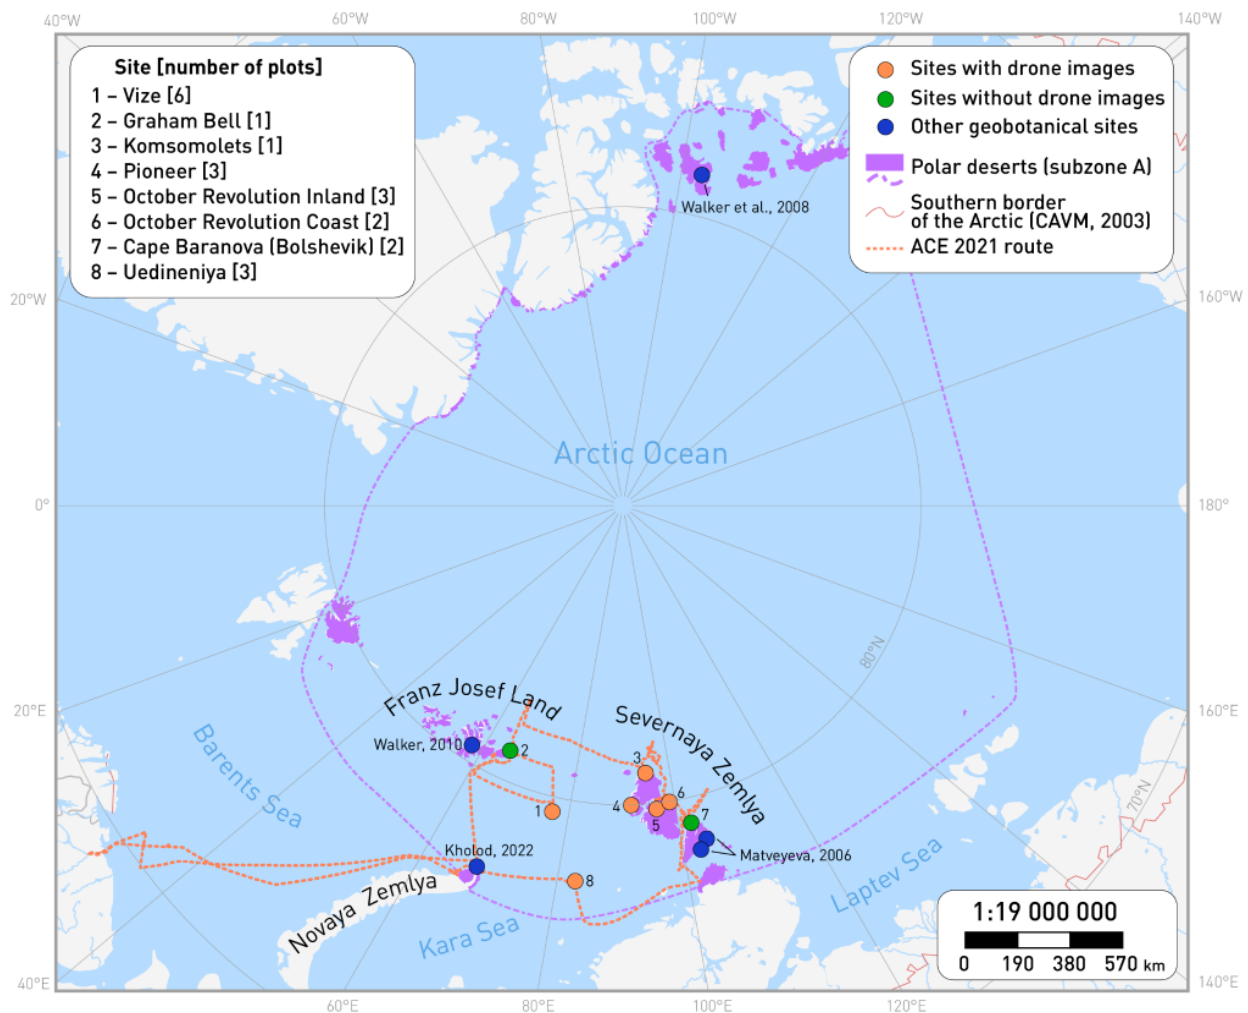 40°W
60°W
80°W
100°W
120°W
140°W
Site [number of plots]
1 – Vize [6]
2 – Graham Bell [1]
3 – Komsomolets [1]
4 – Pioneer [3]
5 – October Revolution Inland [3]
6 – October Revolution Coast [2]
7 – Cape Baranova (Bolshevik) [2]
8 – Uedineniya [3]
Sites with drone images
Sites without drone images
Other geobotanical sites
Polar deserts (subzone A)
Southern border
of the Arctic (CAVM, 2003)
ACE 2021 route
Walker et al., 2008
20°W
160°W
Arctic Ocean
0°
180°
80°N
20°E
160°E
Franz Josef Land
Severnaya Zemlya
Walker, 2010
2
3
Barents Sea
1
4
5
6
7
70°N
Kholod, 2022
Matveyeva, 2006
8
Novaya Zemlya
Kara Sea
Laptev Sea
1:19 000 000
0 190 380 570 km
40°E
140°E
60°E
80°E
100°E
120°E